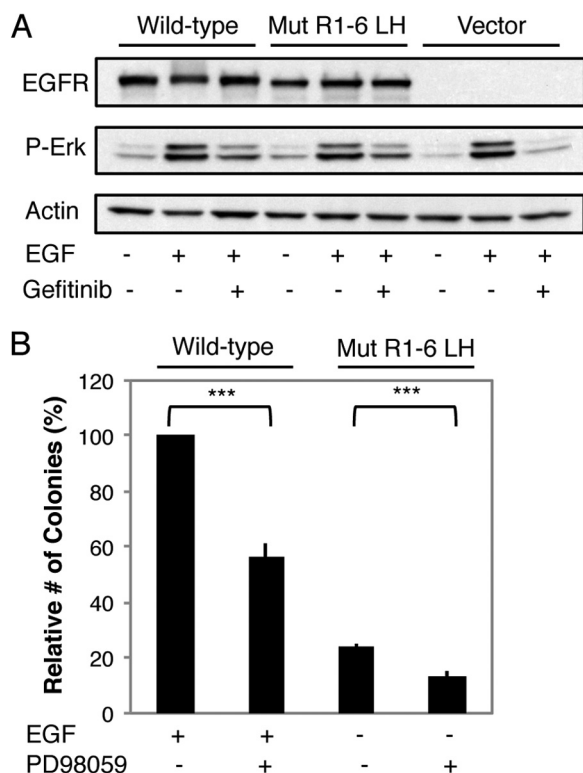 A
Wild-type Mut R1-6 LH Vector
EGFR
P-Erk
Actin
EGF - + + - + + - + +
Gefitinib - - + - - + - - +
B
Wild-type Mut R1-6 LH
Relative # of Colonies (%)
120
*** ***
100
80
60
40
20
0
EGF + + - -
PD98059 - + - +